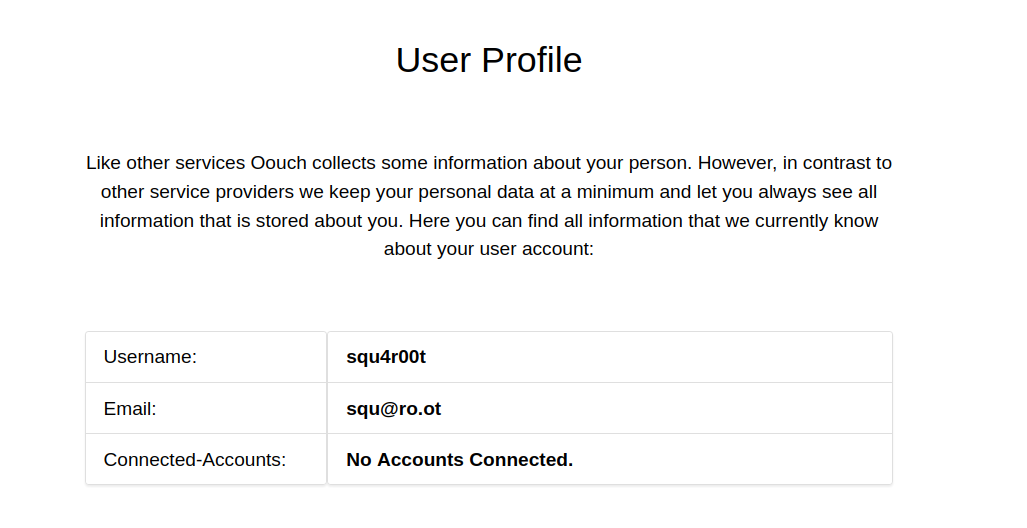 User Profile
Like other services Oouch collects some information about your person. However, in contrast to
other service providers we keep your personal data at a minimum and let you always see all
information that is stored about you. Here you can find all information that we currently know
about your user account:
Username: squ4r00t
Email: squ@ro.ot
Connected-Accounts: No Accounts Connected.